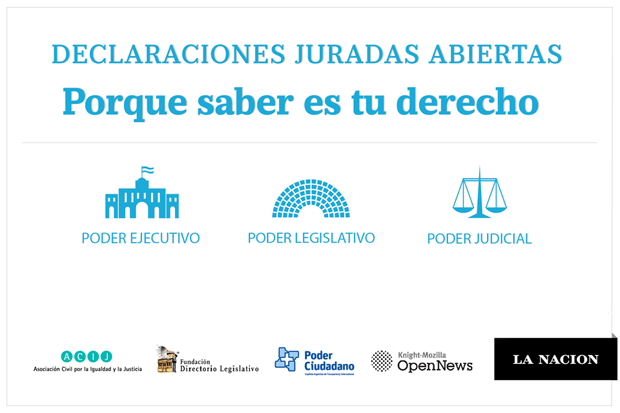 DECLARACIONES JURADAS ABIERTAS
Porque saber es tu derecho
PODER EJECUTIVO
PODER LEGISLATIVO
PODER JUDICIAL
ACIJ
Asociación Civil por la Igualdad y la Justicia
Fundación
Directorio Legislativo
Poder
Ciudadano
Knight-Mozilla
OpenNews
LA NACION